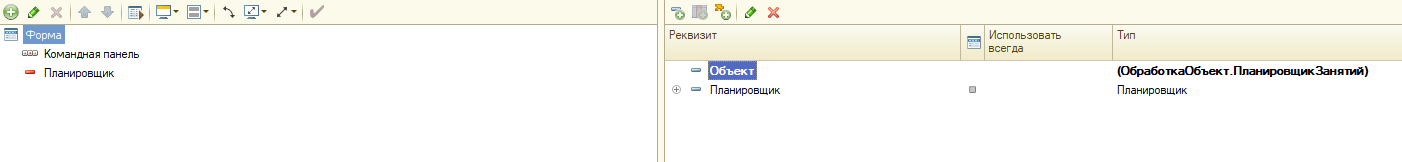 Форма
Командная панель
Планировщик
Реквизит Использовать всегда Тип
Объект (ОбработкаОбъект.ПланировщикЗанятий)
Планировщик Планировщик